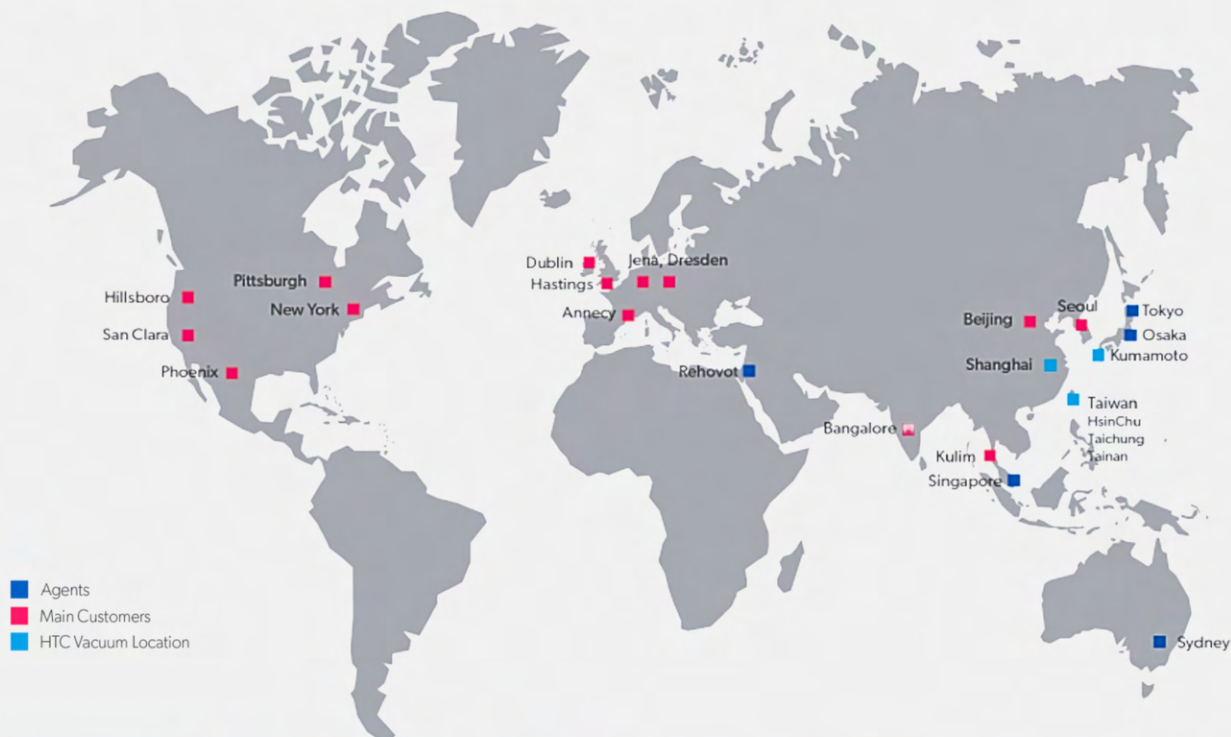 Dublin
Jena, Dresden
Hastings
Pittsburgh
Hillsboro
New York
Annecy
San Clara
Phoenix
Rehovot
Beijing
Seoul
Tokyo
Osaka
Kumamoto
Shanghai
Taiwan
HsinChu
Taichung
Tainan
Bangalore
Kulim
Singapore
Sydney
Agents
Main Customers
HTC Vacuum Location